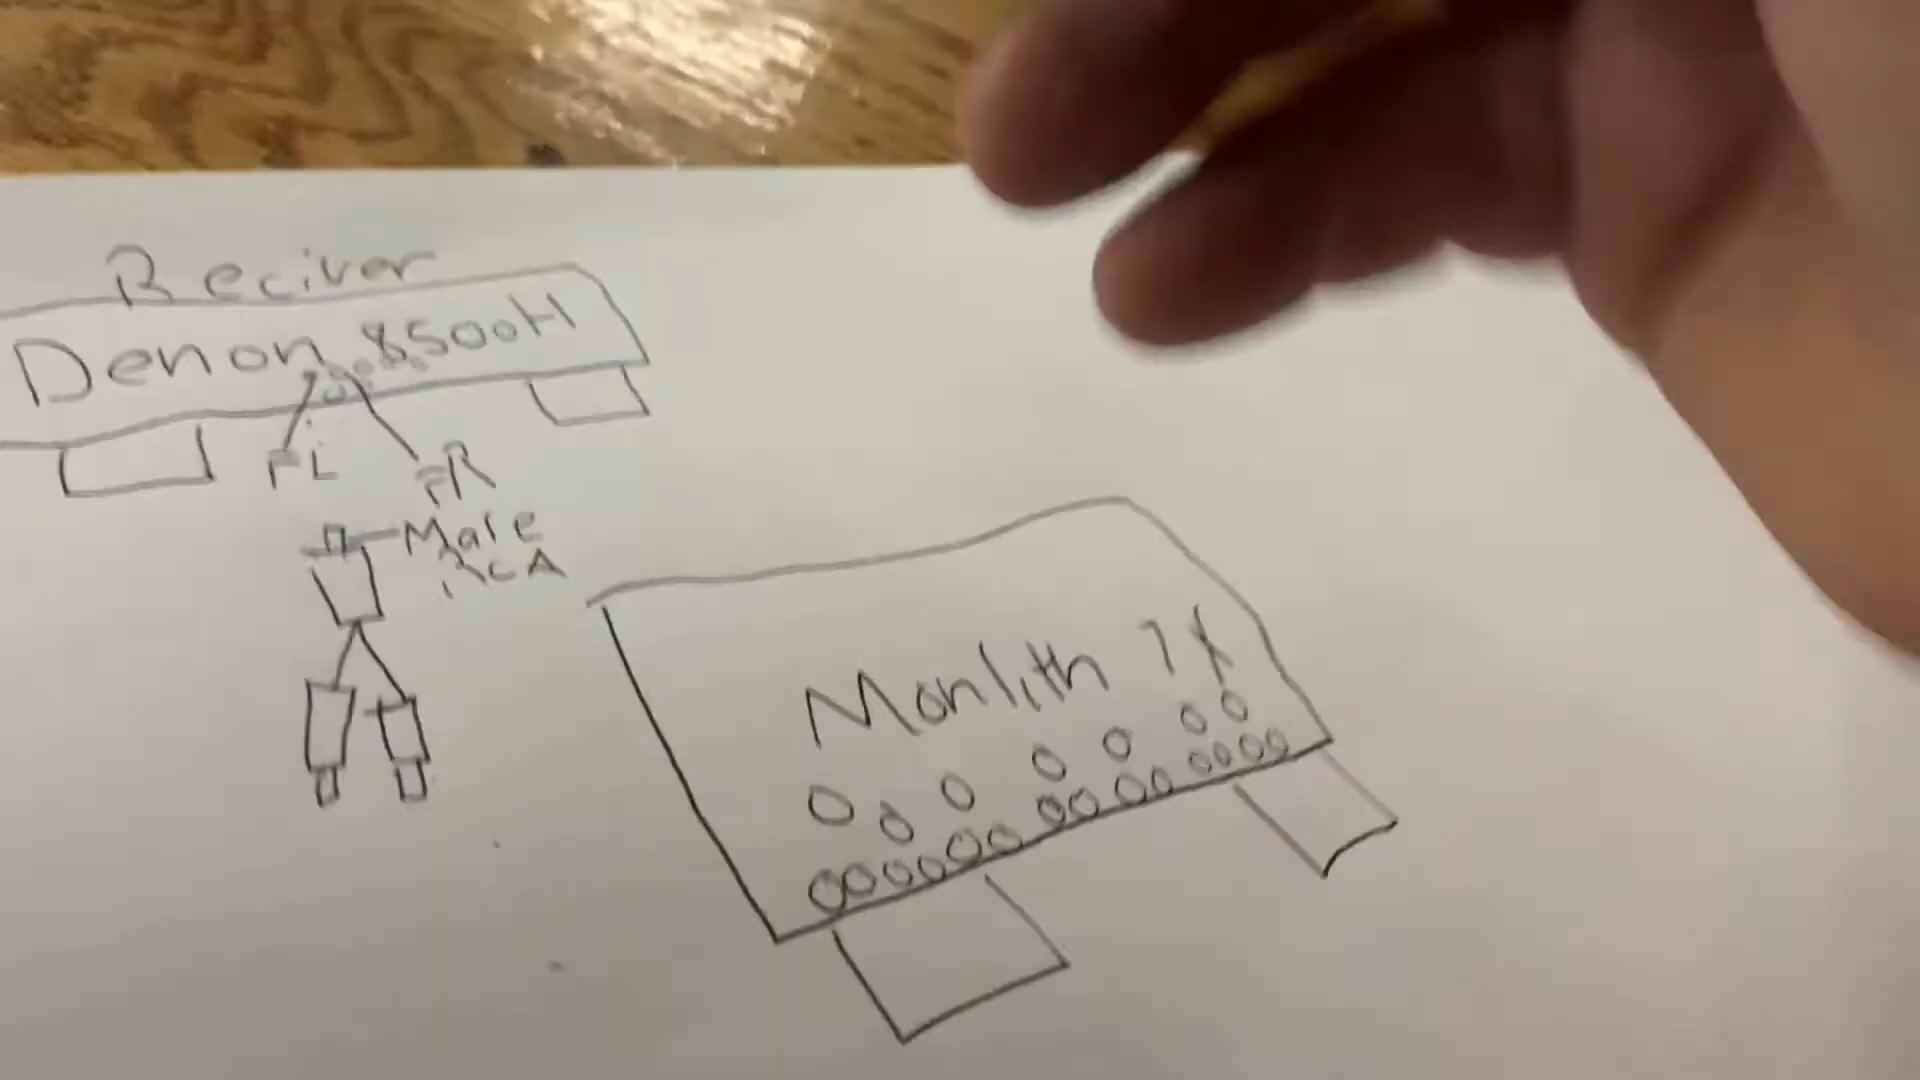 Reciver
Denon 8500H
FL
FR
Male
RCA
Monlith 7X